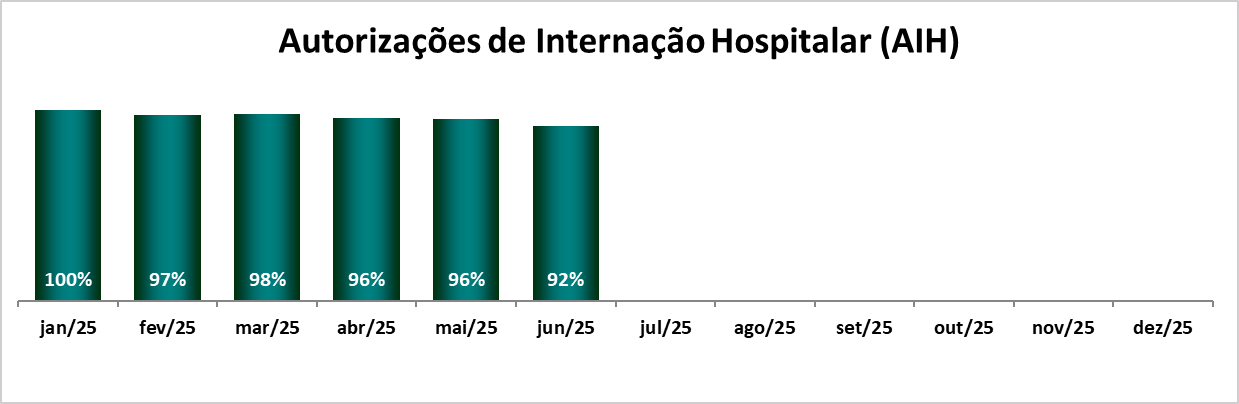 Autorizações de Internação Hospitalar (AIH)
100% 97% 98% 96% 96% 92%
jan/25 fev/25 mar/25 abr/25 mai/25 jun/25 jul/25 ago/25 set/25 out/25 nov/25 dez/25